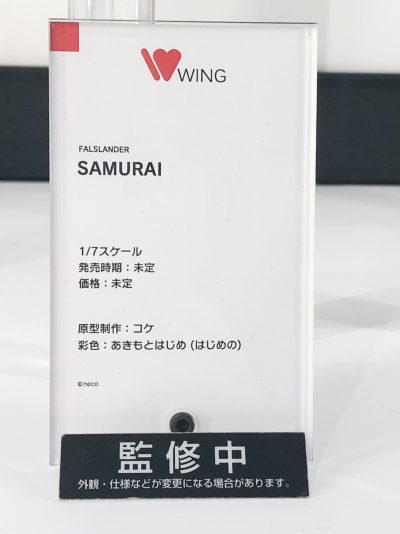 WING
FALSLANDER
SAMURAI
1/7スケール
発売時期：未定
価格：未定
原型制作：コケ
彩色：あきもとはじめ (はじめの)
©neco
監修中
外観・仕様などが変更になる場合があります。